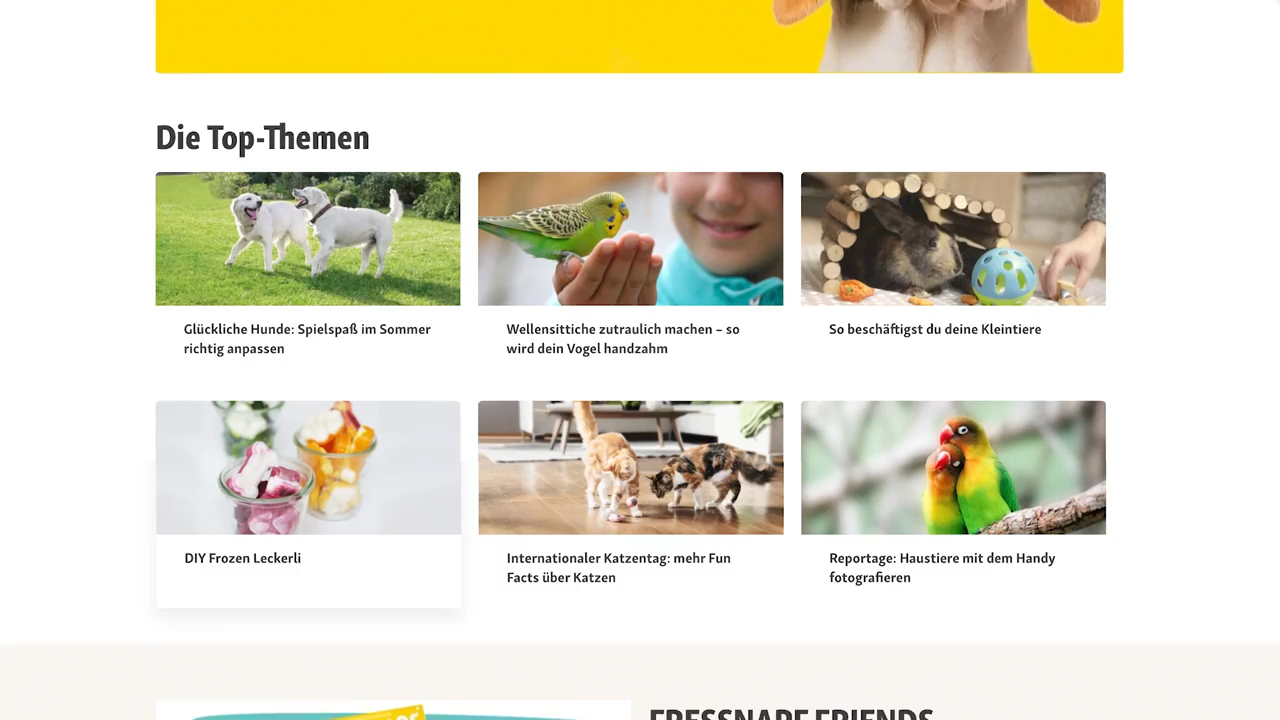 Die Top-Themen
Glückliche Hunde: Spielspaß im Sommer
richtig anpassen
Wellensittiche zutraulich machen – so
wird dein Vogel handzahm
So beschäftigst du deine Kleintiere
DIY Frozen Leckerli
Internationaler Katzentag: mehr Fun
Facts über Katzen
Reportage: Haustiere mit dem Handy
fotografieren
FRESSNAPF FRIENDS